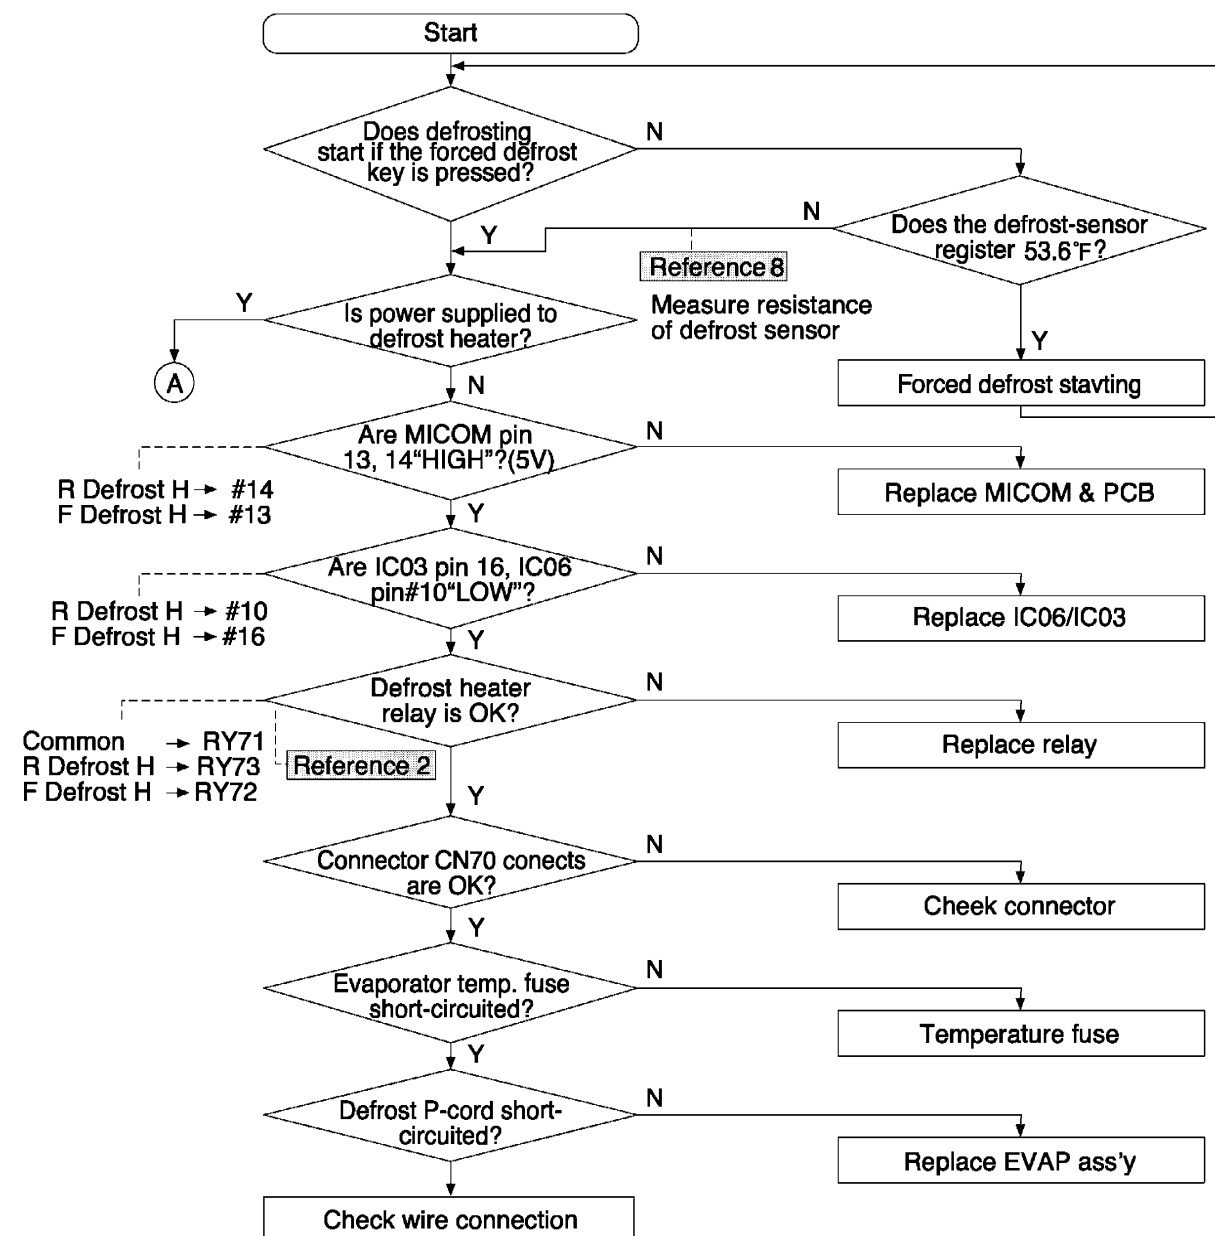 Start
Does defrosting
start if the forced defrost
key is pressed?
N
Y
N
Does the defrost-sensor
register 53.6°F?
Reference 8
Measure resistance
of defrost sensor
Y
Is power supplied to
defrost heater?
Y
A
N
Forced defrost stavting
Are MICOM pin
13, 14“HIGH”?(5V)
N
R Defrost H → #14
F Defrost H → #13
Replace MICOM & PCB
Y
Are IC03 pin 16, IC06
pin#10“LOW”?
N
R Defrost H → #10
F Defrost H → #16
Replace IC06/IC03
Y
Defrost heater
relay is OK?
N
Common → RY71
R Defrost H → RY73
F Defrost H → RY72
Reference 2
Replace relay
Y
Connector CN70 conects
are OK?
N
Cheek connector
Y
Evaporator temp. fuse
short-circuited?
N
Temperature fuse
Y
Defrost P-cord short-
circuited?
N
Replace EVAP ass’y
Check wire connection